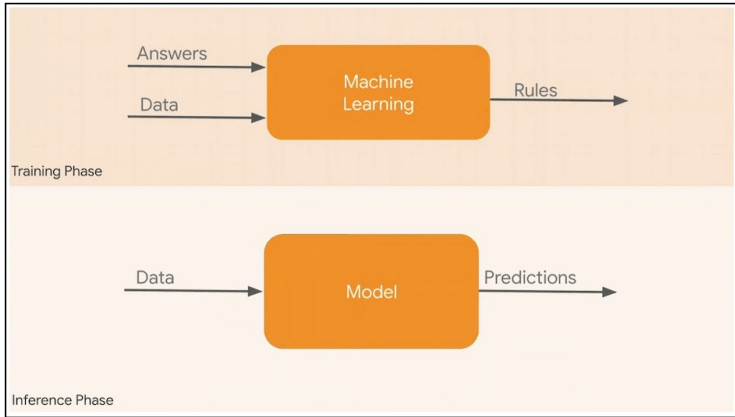 Answers
Data
Machine
Learning
Rules
Training Phase
Data
Model
Predictions
Inference Phase